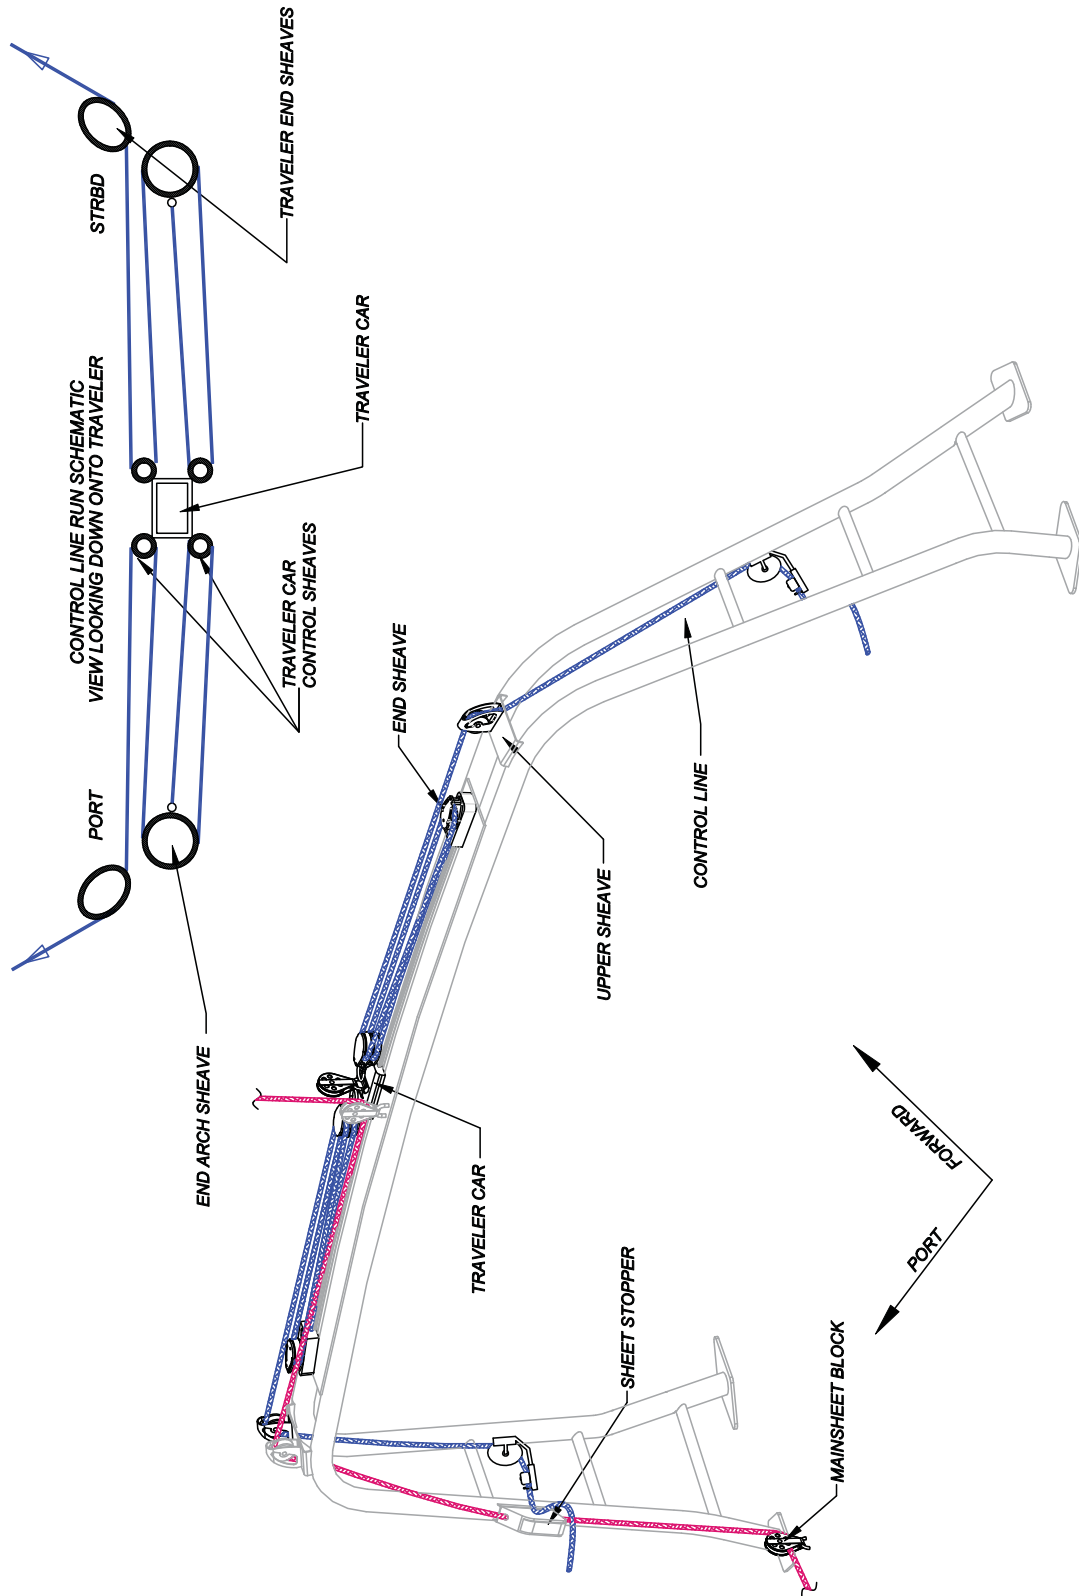 CONTROL LINE RUN SCHEMATIC
VIEW LOOKING DOWN ONTO TRAVELER
PORT
STRBD
TRAVELER END SHEAVES
TRAVELER CAR
TRAVELER CAR
CONTROL SHEAVES
END ARCH SHEAVE
END SHEAVE
UPPER SHEAVE
CONTROL LINE
TRAVELER CAR
SHEET STOPPER
MAINSHEET BLOCK
FORWARD
PORT